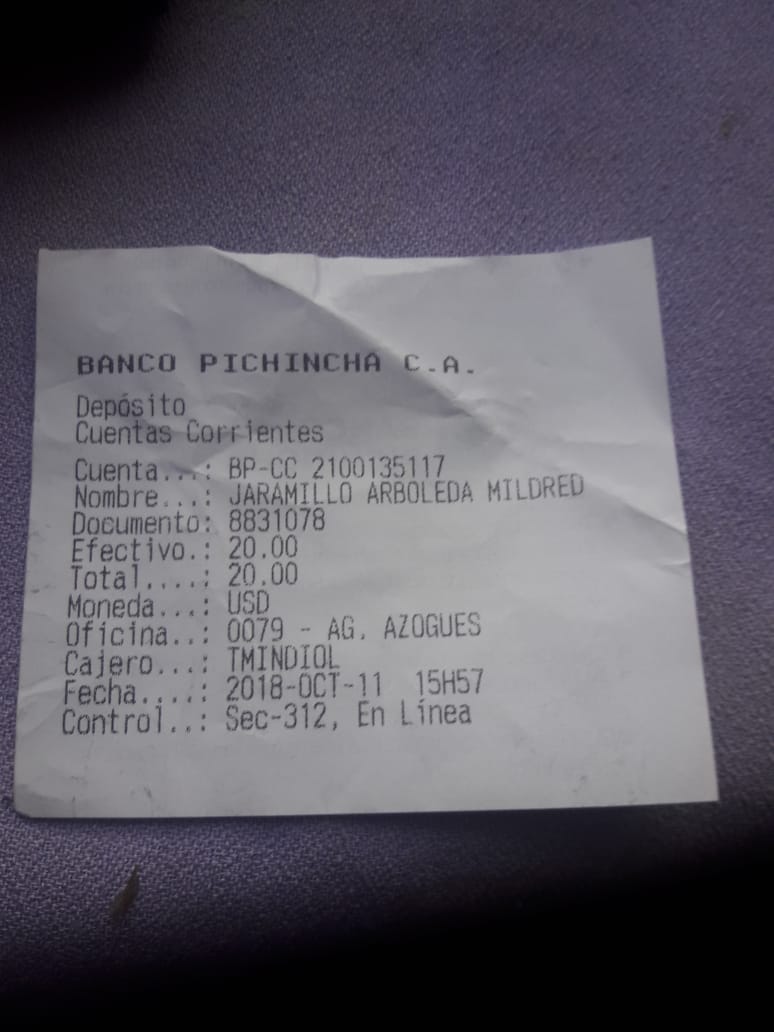 BANCO PICHINCHA C.A.
Depósito
Cuentas Corrientes
Cuenta...: BP-CC 2100135117
Nombre...: JARAMILLO ARBOLEDA MILDRED
Documento: 8831078
Efectivo.: 20.00
Total....: 20.00
Moneda...: USD
Oficina..: 0079 - AG. AZOGUES
Cajero...: TMINDIOL
Fecha....: 2018-OCT-11 15H57
Control..: Sec-312, En Línea